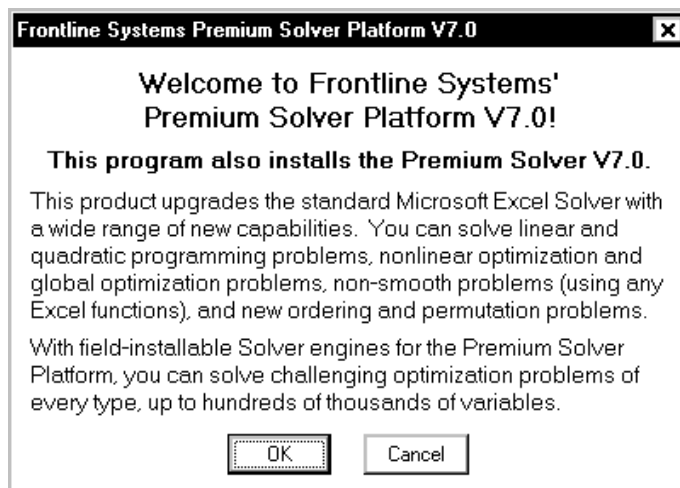 Frontline Systems Premium Solver Platform V7.0
Welcome to Frontline Systems'
Premium Solver Platform V7.0!
This program also installs the Premium Solver V7.0.
This product upgrades the standard Microsoft Excel Solver with
a wide range of new capabilities.  You can solve linear and
quadratic programming problems, nonlinear optimization and
global optimization problems, non-smooth problems (using any
Excel functions), and new ordering and permutation problems.
With field-installable Solver engines for the Premium Solver
Platform, you can solve challenging optimization problems of
every type, up to hundreds of thousands of variables.
OK
Cancel